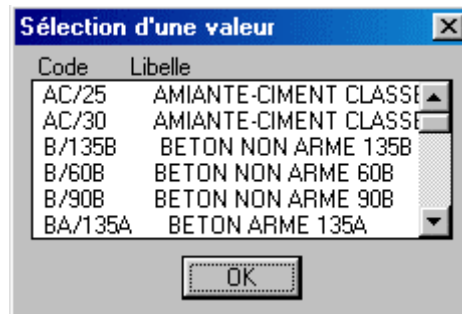 Sélection d'une valeur
Code Libelle
AC/25 AMIANTE-CIMENT CLASSE
AC/30 AMIANTE-CIMENT CLASSE
B/135B BETON NON ARME 135B
B/60B BETON NON ARME 60B
B/90B BETON NON ARME 90B
BA/135A BETON ARME 135A
OK